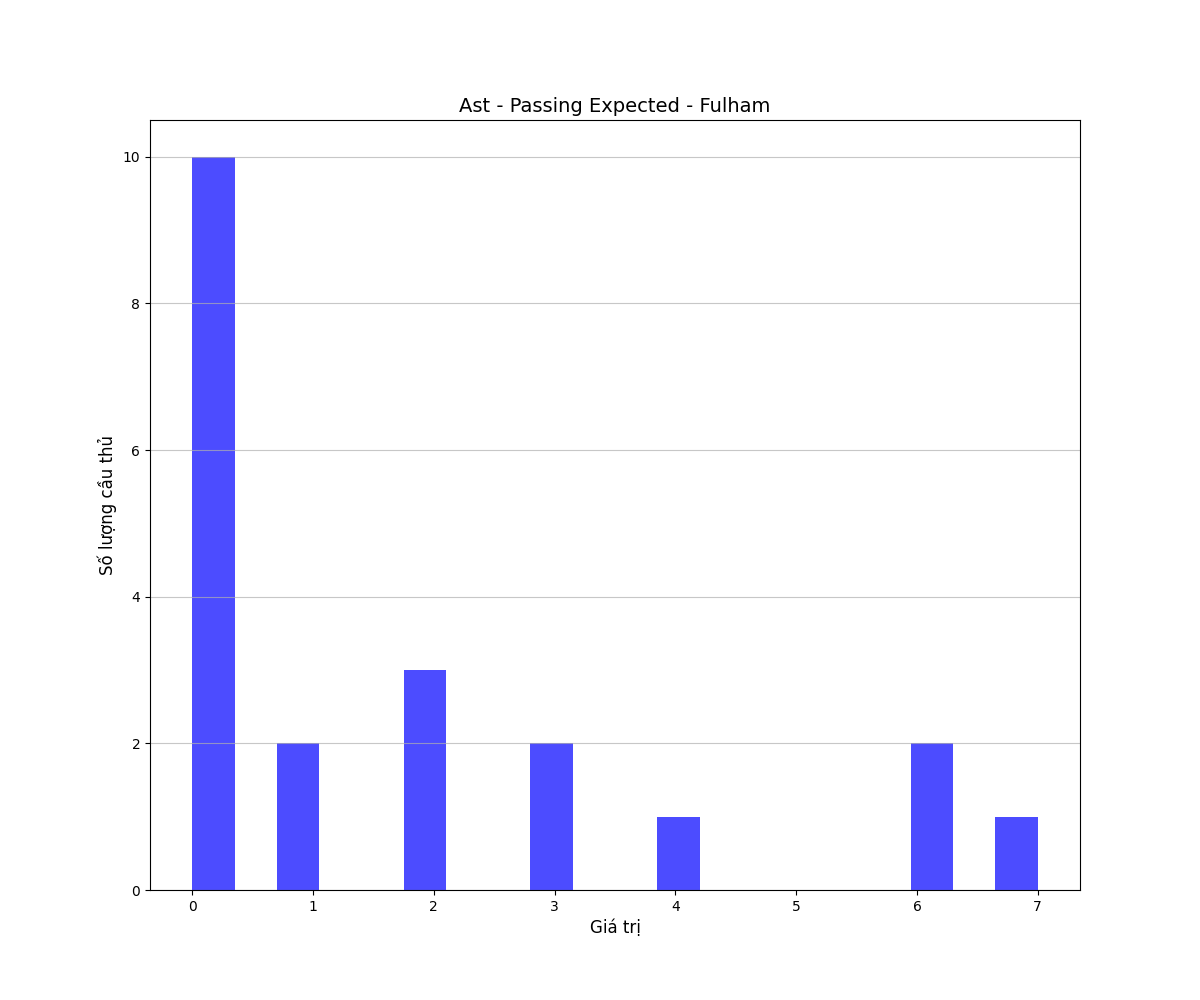 Ast - Passing Expected - Fulham
10
8
6
4
2
0
Số lượng cầu thủ
0 1 2 3 4 5 6 7
Giá trị